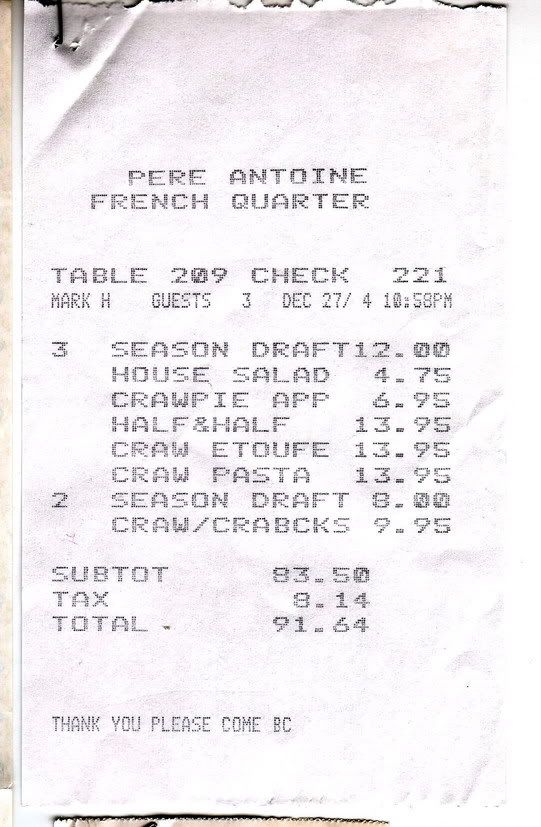 PERE ANTOINE
FRENCH QUARTER
TABLE 209 CHECK 221
MARK H GUESTS 3 DEC 27/ 4 10:58PM
3 SEASON DRAFT12.00
HOUSE SALAD 4.75
CRAWPIE APP 6.95
HALF&HALF 13.95
CRAW ETOUFE 13.95
CRAW PASTA 13.95
2 SEASON DRAFT 8.00
CRAW/CRABCKS 9.95
SUBTOT 83.50
TAX 8.14
TOTAL 91.64
THANK YOU PLEASE COME BC